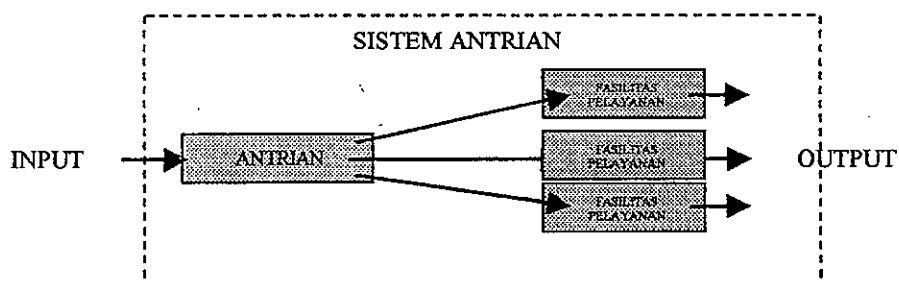 SISTEM ANTRIAN
FASILITAS
PELAYANAN
INPUT
ANTRIAN
FASILITAS
PELAYANAN
OUTPUT
FASILITAS
PELAYANAN